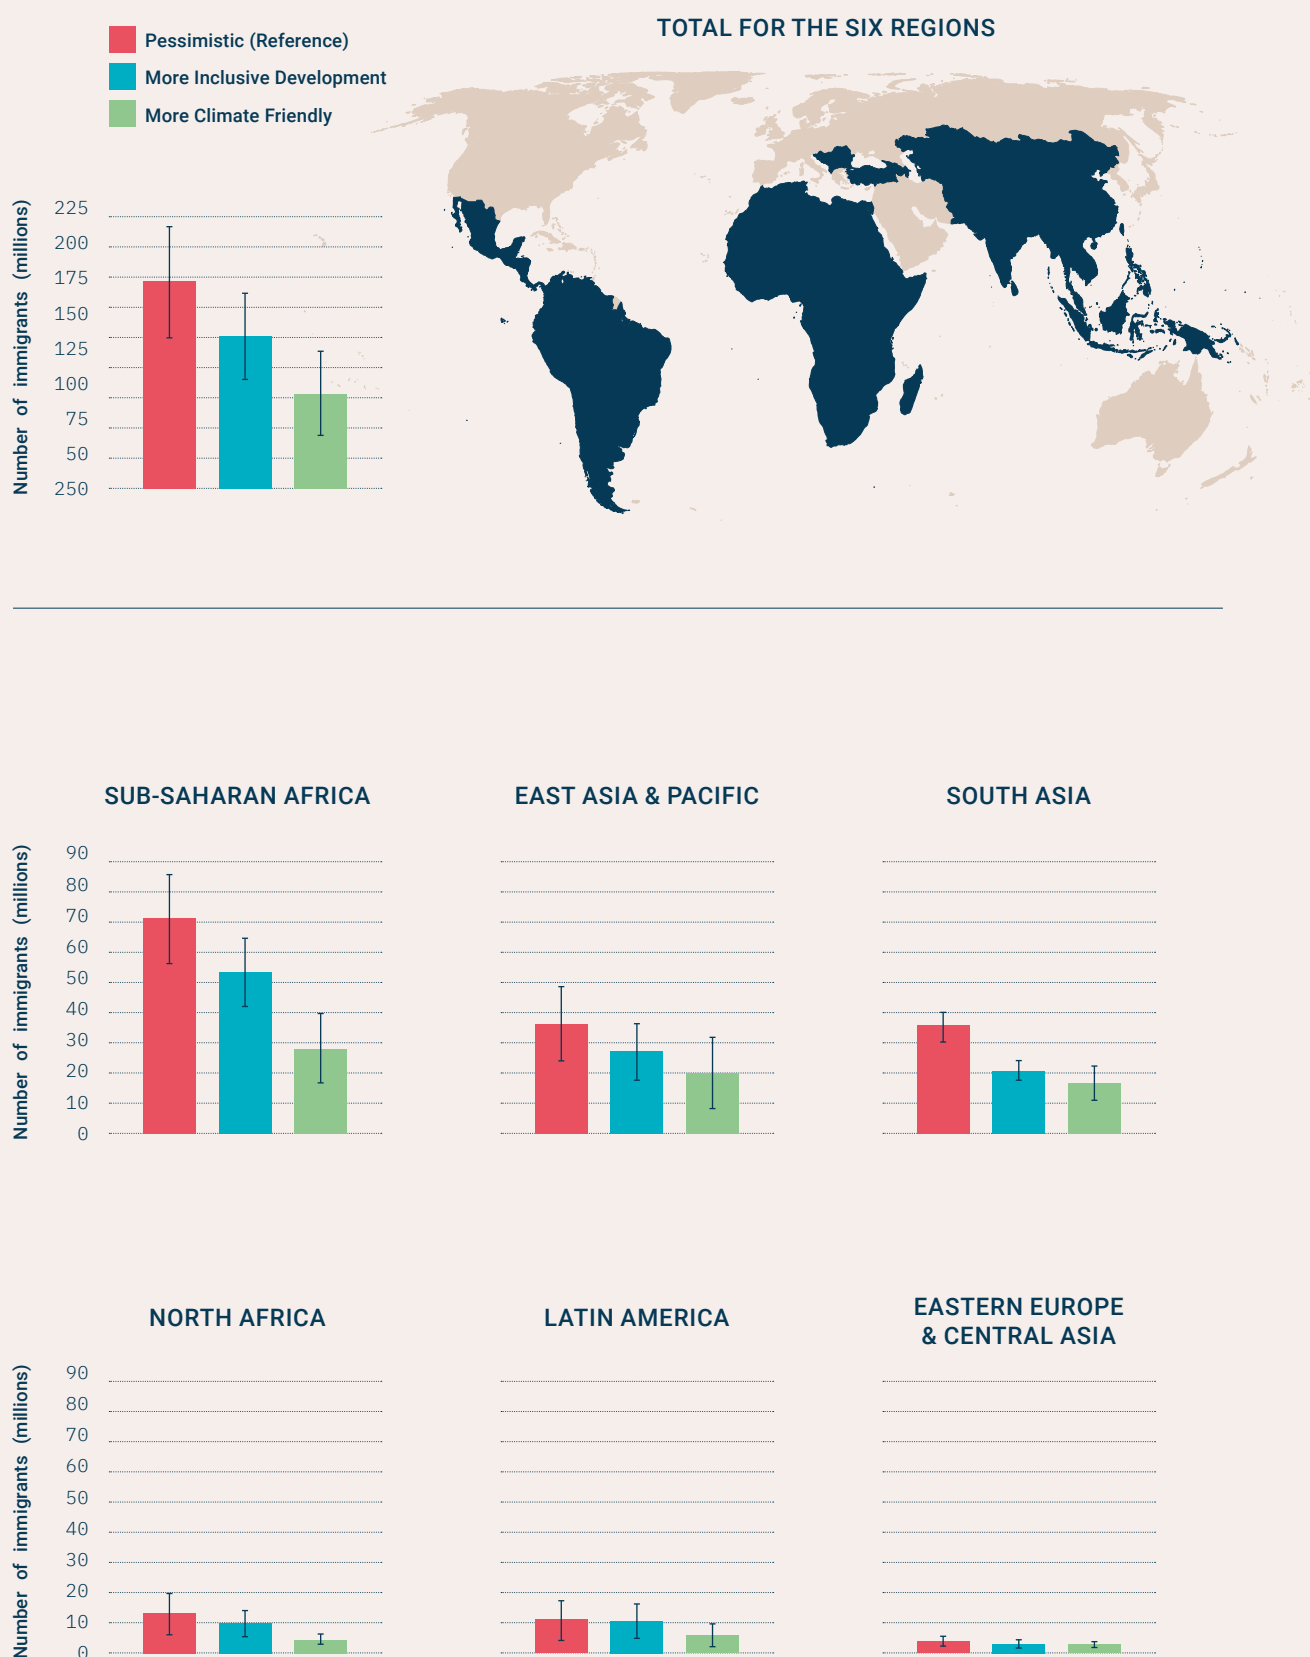 Pessimistic (Reference)
More Inclusive Development
More Climate Friendly
TOTAL FOR THE SIX REGIONS
Number of immigrants (millions)
225
200
175
150
125
100
75
50
250
SUB-SAHARAN AFRICA
EAST ASIA & PACIFIC
SOUTH ASIA
Number of immigrants (millions)
90
80
70
60
50
40
30
20
10
0
NORTH AFRICA
LATIN AMERICA
EASTERN EUROPE
& CENTRAL ASIA
Number of immigrants (millions)
90
80
70
60
50
40
30
20
10
0